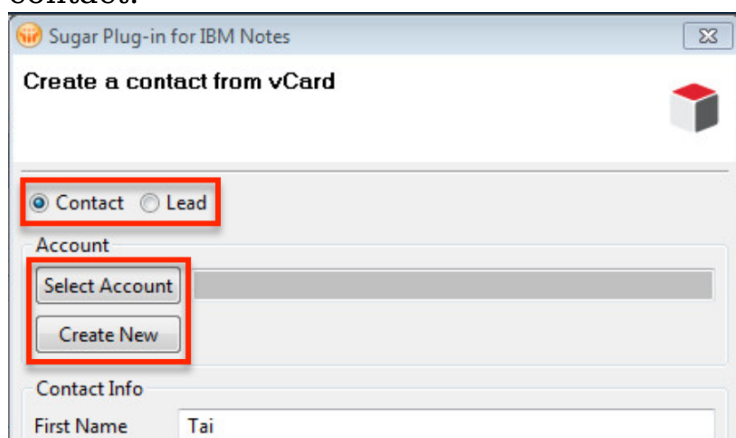 contact.
Sugar Plug-in for IBM Notes
Create a contact from vCard
Contact Lead
Account
Select Account
Create New
Contact Info
First Name Tai